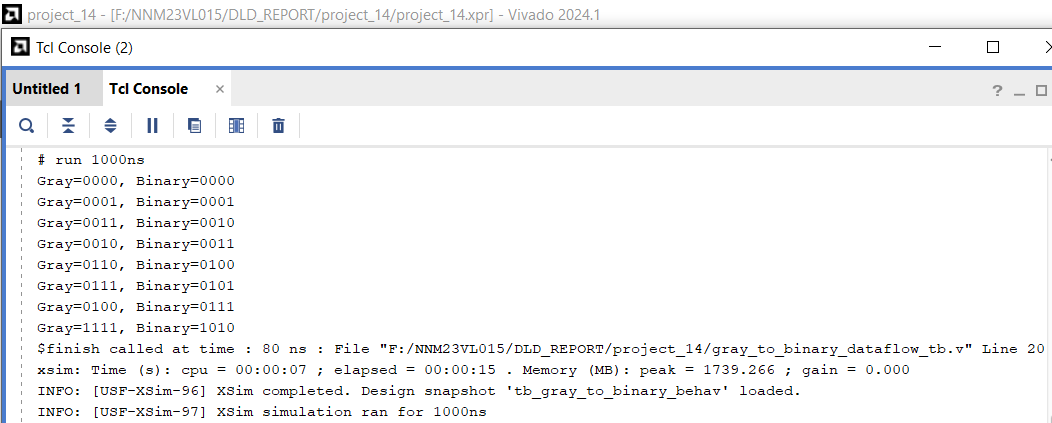 project_14 - [F:/NNM23VL015/DLD_REPORT/project_14/project_14.xpr] - Vivado 2024.1
Tcl Console (2)
Untitled 1 Tcl Console × ? _
# run 1000ns
Gray=0000, Binary=0000
Gray=0001, Binary=0001
Gray=0011, Binary=0010
Gray=0010, Binary=0011
Gray=0110, Binary=0100
Gray=0111, Binary=0101
Gray=0100, Binary=0111
Gray=1111, Binary=1010
$finish called at time : 80 ns : File "F:/NNM23VL015/DLD_REPORT/project_14/gray_to_binary_dataflow_tb.v" Line 20
xsim: Time (s): cpu = 00:00:07 ; elapsed = 00:00:15 . Memory (MB): peak = 1739.266 ; gain = 0.000
INFO: [USF-XSim-96] XSim completed. Design snapshot 'tb_gray_to_binary_behav' loaded.
INFO: [USF-XSim-97] XSim simulation ran for 1000ns